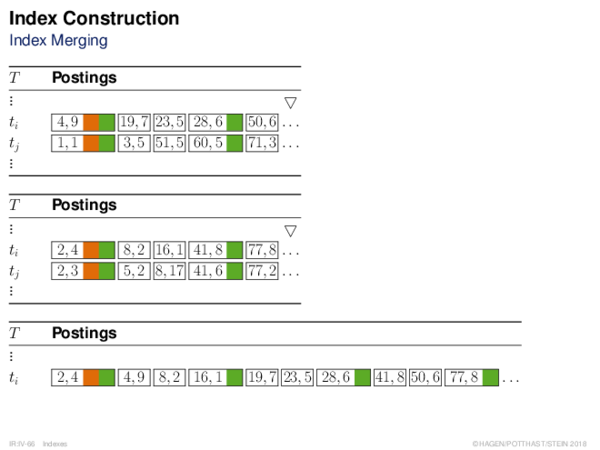 Index Construction
Index Merging
T Postings
⋮ ▽
t_i 4, 9 19, 7 23, 5 28, 6 50, 6 ...
t_j 1, 1 3, 5 51, 5 60, 5 71, 3 ...
⋮
T Postings
⋮ ▽
t_i 2, 4 8, 2 16, 1 41, 8 77, 8 ...
t_j 2, 3 5, 2 8, 17 41, 6 77, 2 ...
⋮
T Postings
⋮
t_i 2, 4 4, 9 8, 2 16, 1 19, 7 23, 5 28, 6 41, 8 50, 6 77, 8 ...
IR:IV-66 Indexes ©HAGEN/POTTHAST/STEIN 2018